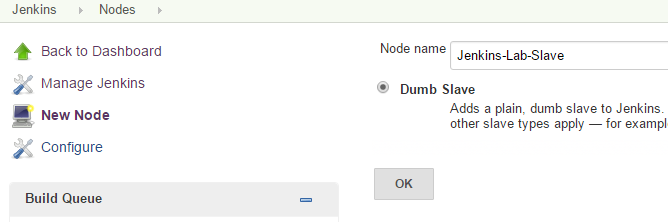 Jenkins Nodes
Back to Dashboard
Manage Jenkins
New Node
Configure
Build Queue
Node name Jenkins-Lab-Slave
Dumb Slave
Adds a plain, dumb slave to Jenkins.
other slave types apply — for example
OK